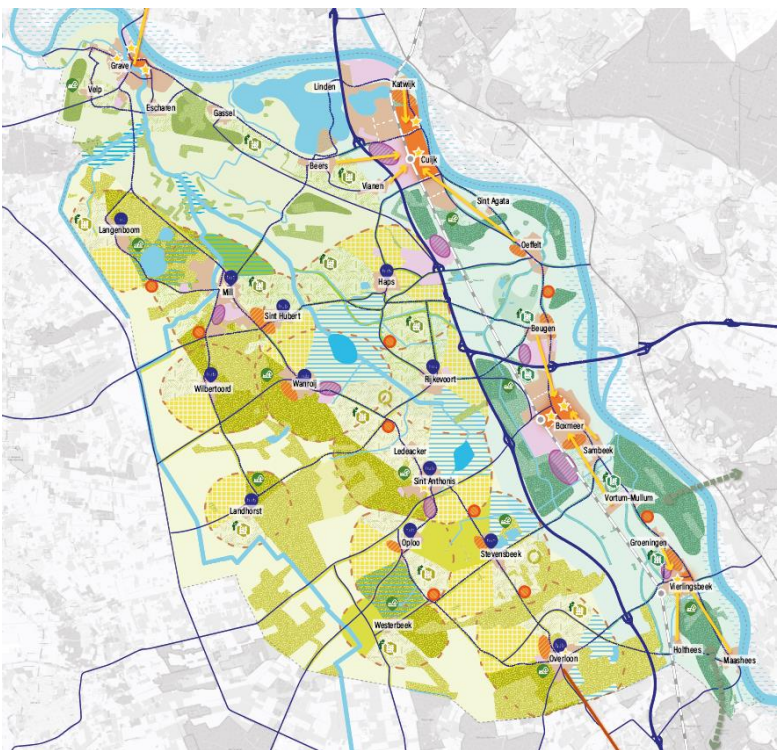 Grave
Velp
Escharen
Gassel
Linden
Katwijk
Cuijk
Beers
Vianen
Sint Agata
Oeffelt
Langenboom
Mill
Haps
Sint Hubert
Beugen
Wilbertoord
Wanroij
Rijkevoort
Boxmeer
Ledeacker
Sambeek
Sint Anthonis
Vortum-Mullum
Landhorst
Oploo
Stevensbeek
Groeningen
Vierlingsbeek
Westerbeek
Holthees
Overloon
Maashees